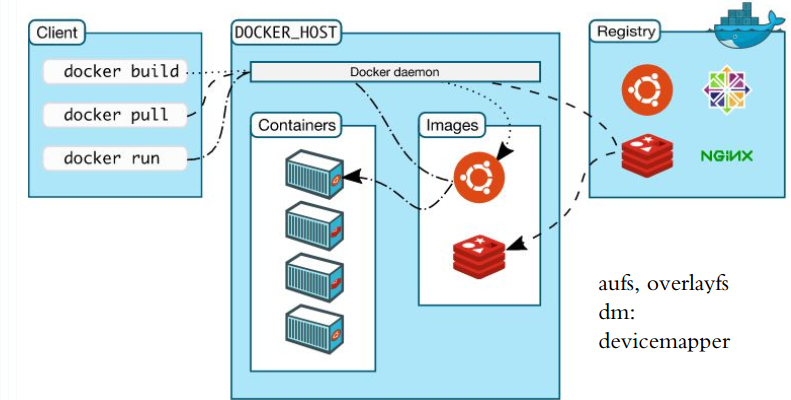 Client
docker build
docker pull
docker run
DOCKER_HOST
Docker daemon
Containers
Images
Registry
NGINX
aufs, overlayfs
dm:
devicemapper